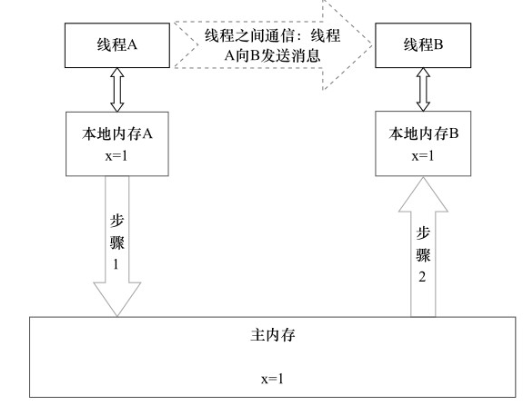 线程A
线程之间通信：线程
A向B发送消息
线程B
本地内存A
x=1
本地内存B
x=1
步
骤
1
步
骤
2
主内存
x=1